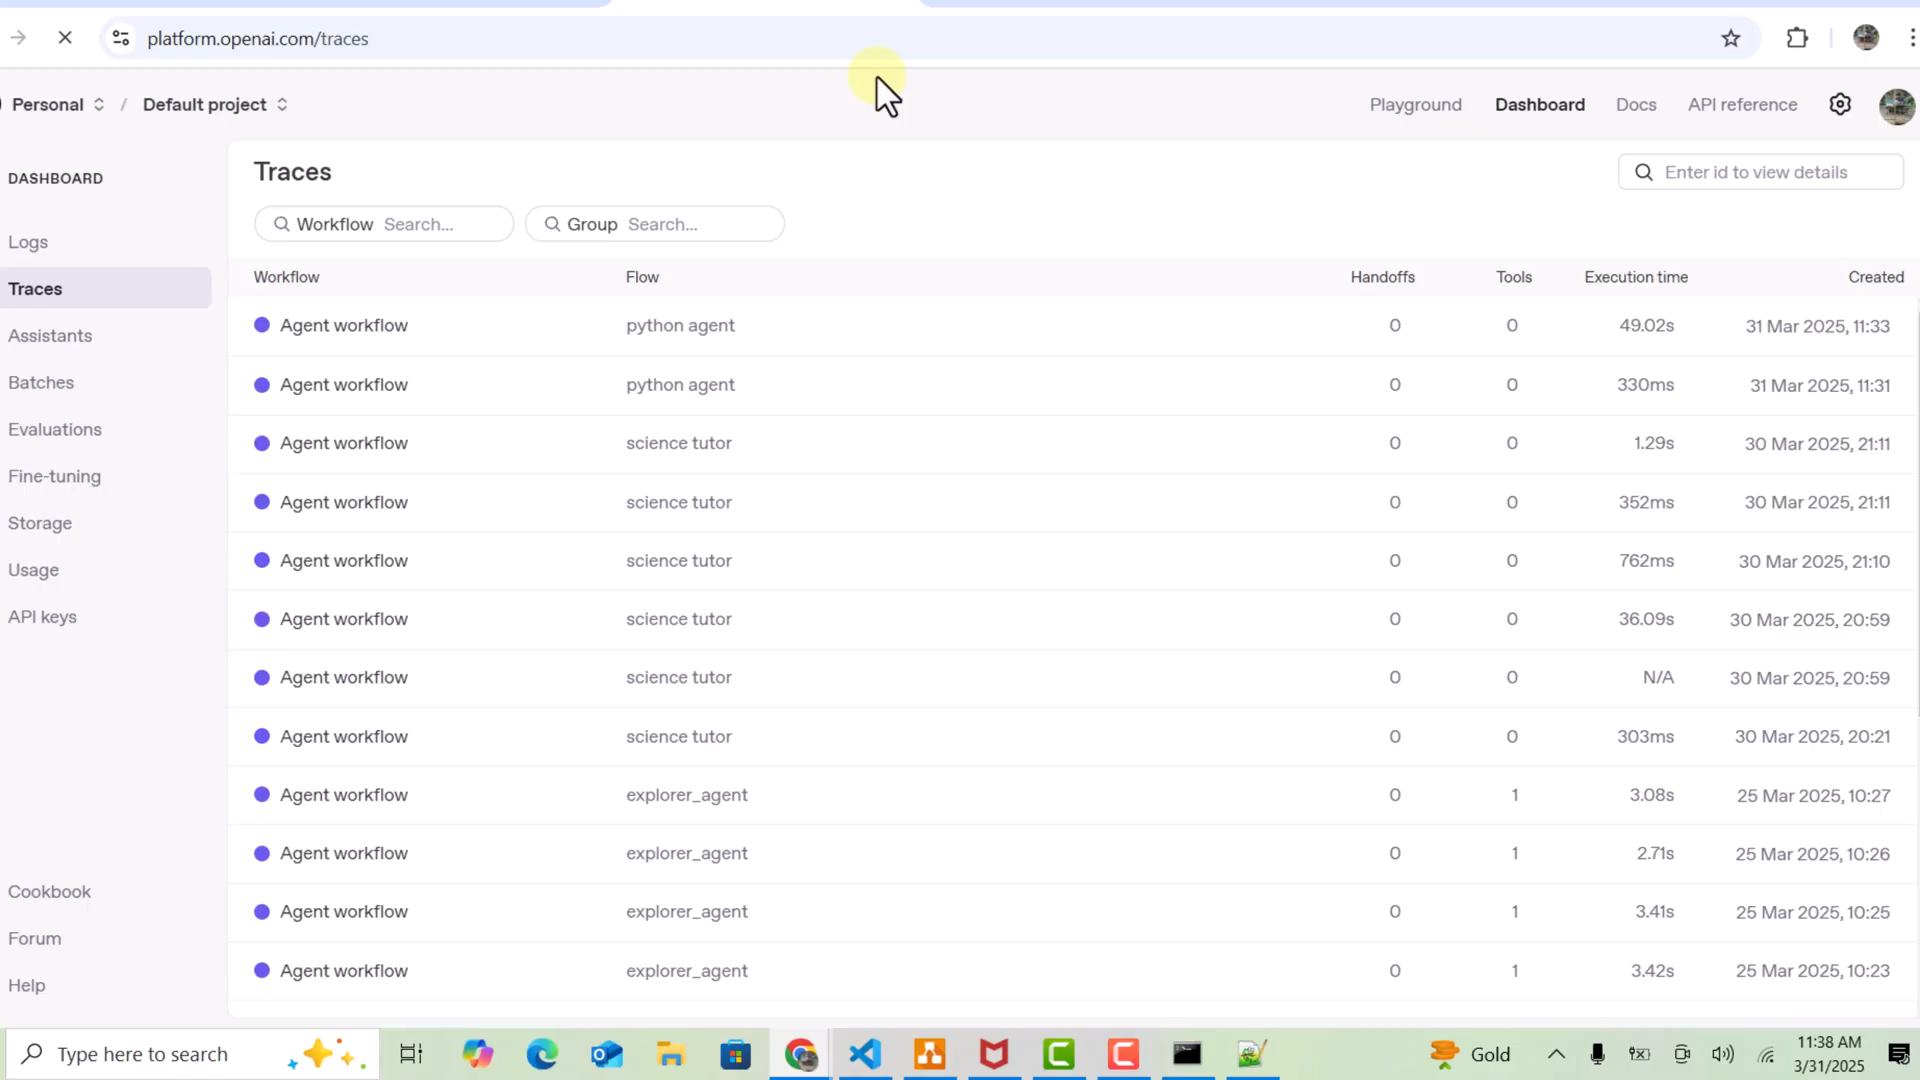 platform.openai.com/traces
Personal / Default project
Playground Dashboard Docs API reference
DASHBOARD
Logs
Traces
Assistants
Batches
Evaluations
Fine-tuning
Storage
Usage
API keys
Cookbook
Forum
Help
Traces
Enter id to view details
Workflow Search... Group Search...
Workflow Flow Handoffs Tools Execution time Created
Agent workflow python agent 0 0 49.02s 31 Mar 2025, 11:33
Agent workflow python agent 0 0 330ms 31 Mar 2025, 11:31
Agent workflow science tutor 0 0 1.29s 30 Mar 2025, 21:11
Agent workflow science tutor 0 0 352ms 30 Mar 2025, 21:11
Agent workflow science tutor 0 0 762ms 30 Mar 2025, 21:10
Agent workflow science tutor 0 0 36.09s 30 Mar 2025, 20:59
Agent workflow science tutor 0 0 N/A 30 Mar 2025, 20:59
Agent workflow science tutor 0 0 303ms 30 Mar 2025, 20:21
Agent workflow explorer_agent 0 1 3.08s 25 Mar 2025, 10:27
Agent workflow explorer_agent 0 1 2.71s 25 Mar 2025, 10:26
Agent workflow explorer_agent 0 1 3.41s 25 Mar 2025, 10:25
Agent workflow explorer_agent 0 1 3.42s 25 Mar 2025, 10:23
Type here to search
Gold
11:38 AM
3/31/2025